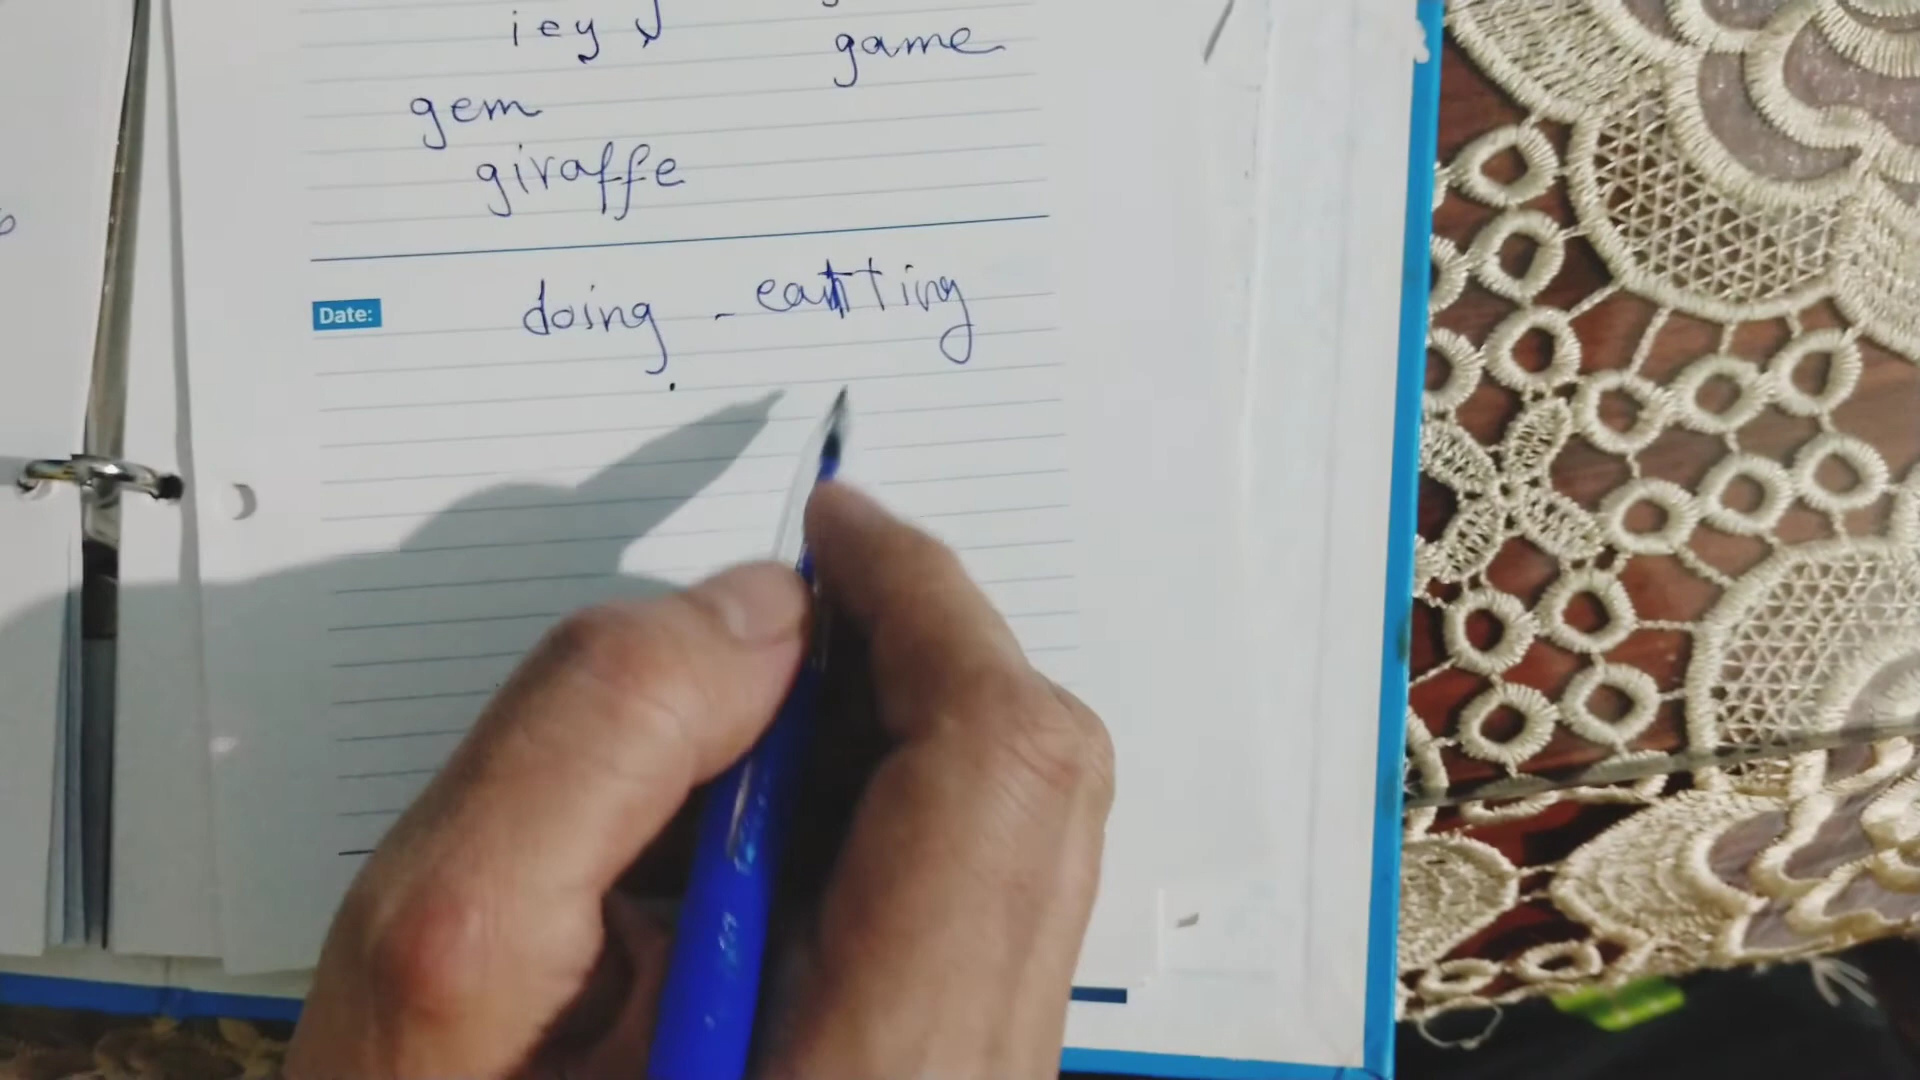 iey
game
gem
giraffe
Date:
doing - eatting